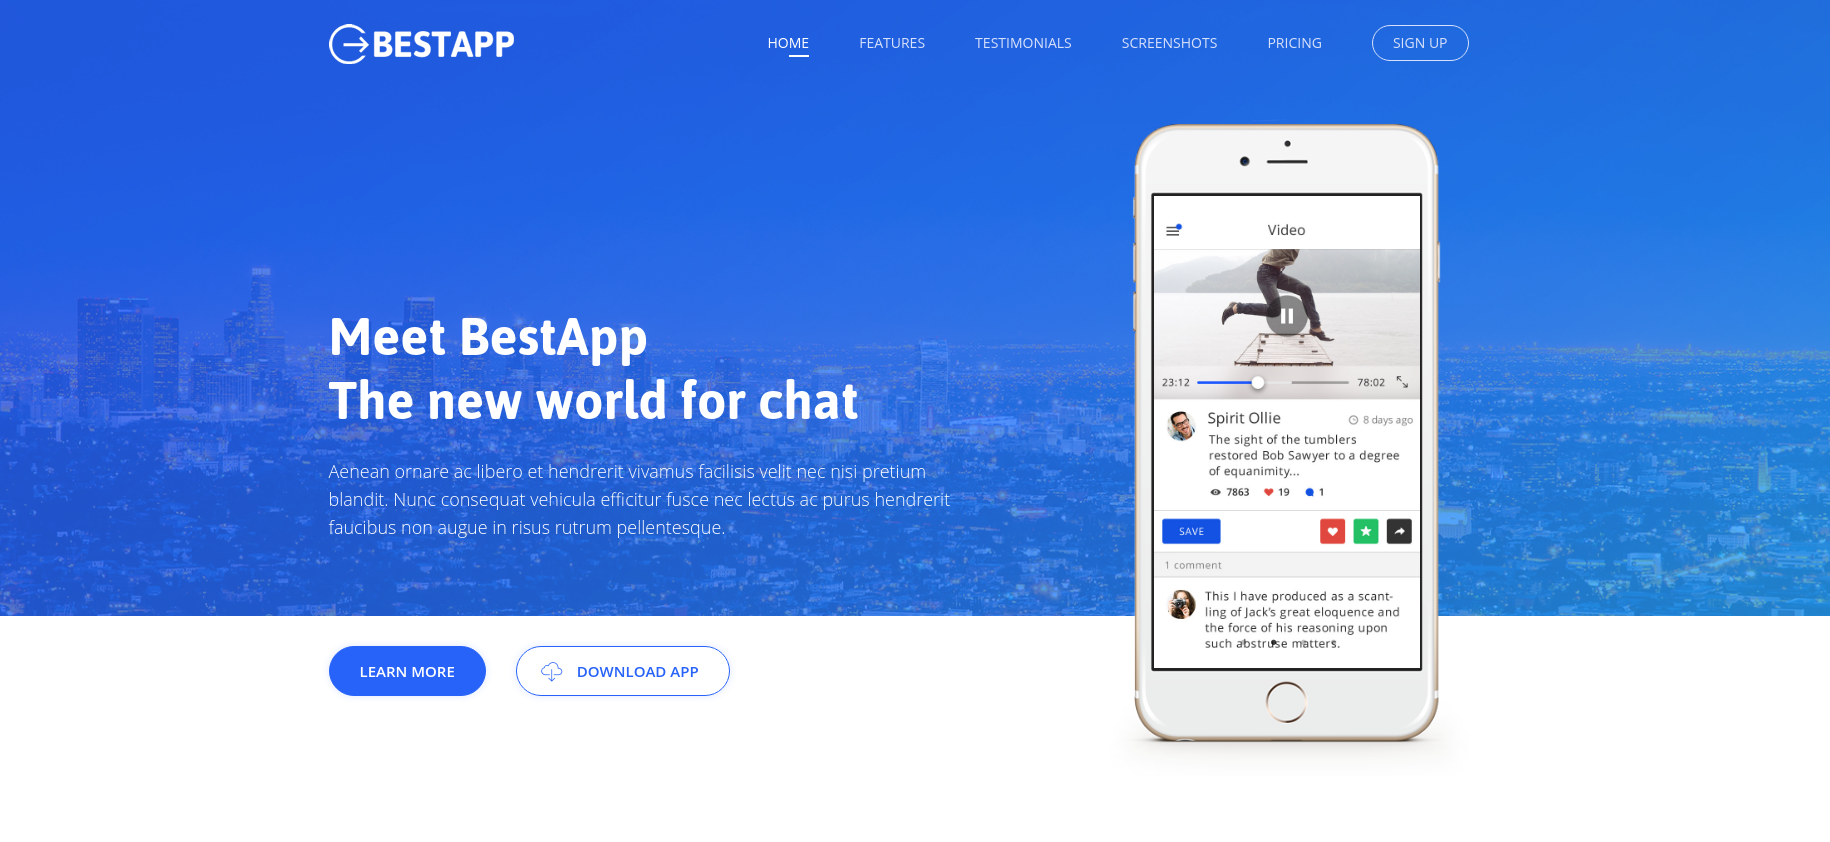 BESTAPP
HOME
FEATURES
TESTIMONIALS
SCREENSHOTS
PRICING
SIGN UP
Meet BestApp
The new world for chat
Aenean ornare ac libero et hendrerit vivamus facilisis velit nec nisi pretium
blandit. Nunc consequat vehicula efficitur fusce nec lectus ac purus hendrerit
faucibus non augue in risus rutrum pellentesque.
LEARN MORE
DOWNLOAD APP
Video
23:12
78:02
Spirit Ollie
8 days ago
The sight of the tumblers
restored Bob Sawyer to a degree
of equanimity...
7863
19
1
SAVE
1 comment
This I have produced as a scant-
ling of Jack's great eloquence and
the force of his reasoning upon
such abstruse matters.